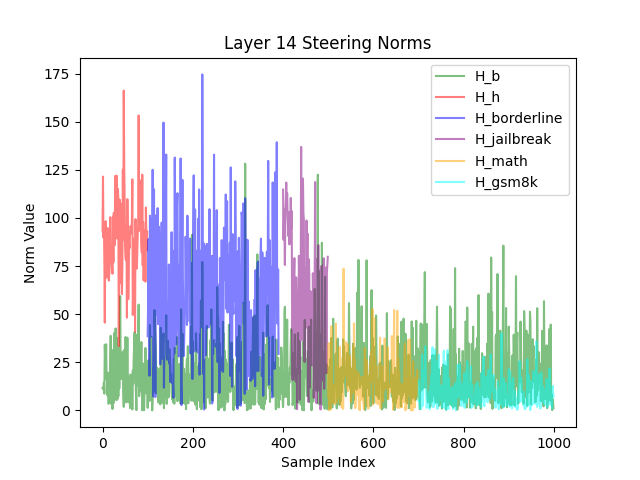 Layer 14 Steering Norms
Norm Value
175
150
125
100
75
50
25
0
H_b
H_h
H_borderline
H_jailbreak
H_math
H_gsm8k
0
200
400
600
800
1000
Sample Index